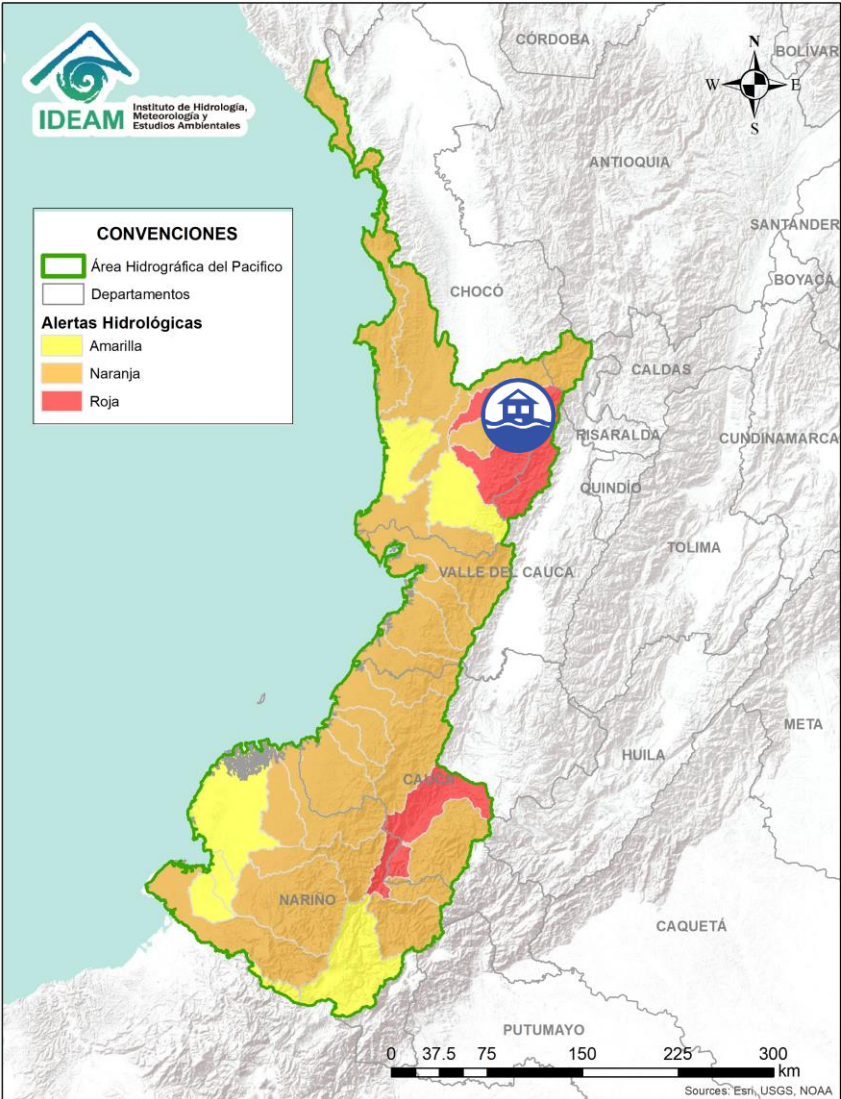 IDEAM
Instituto de Hidrología,
Meteorología y
Estudios Ambientales
N
W
E
S
CÓRDOBA
BOLÍVAR
ANTIOQUIA
SANTANDER
BOYACÁ
CHOCÓ
CALDAS
RISARALDA
CUNDINAMARCA
QUINDÍO
TOLIMA
VALLE DEL CAUCA
META
HUILA
CAUCA
NARIÑO
CAQUETÁ
PUTUMAYO
CONVENCIONES
Área Hidrográfica del Pacifico
Departamentos
Alertas Hidrológicas
Amarilla
Naranja
Roja
0 37.5 75 150 225 300
km
Sources: Esri, USGS, NOAA